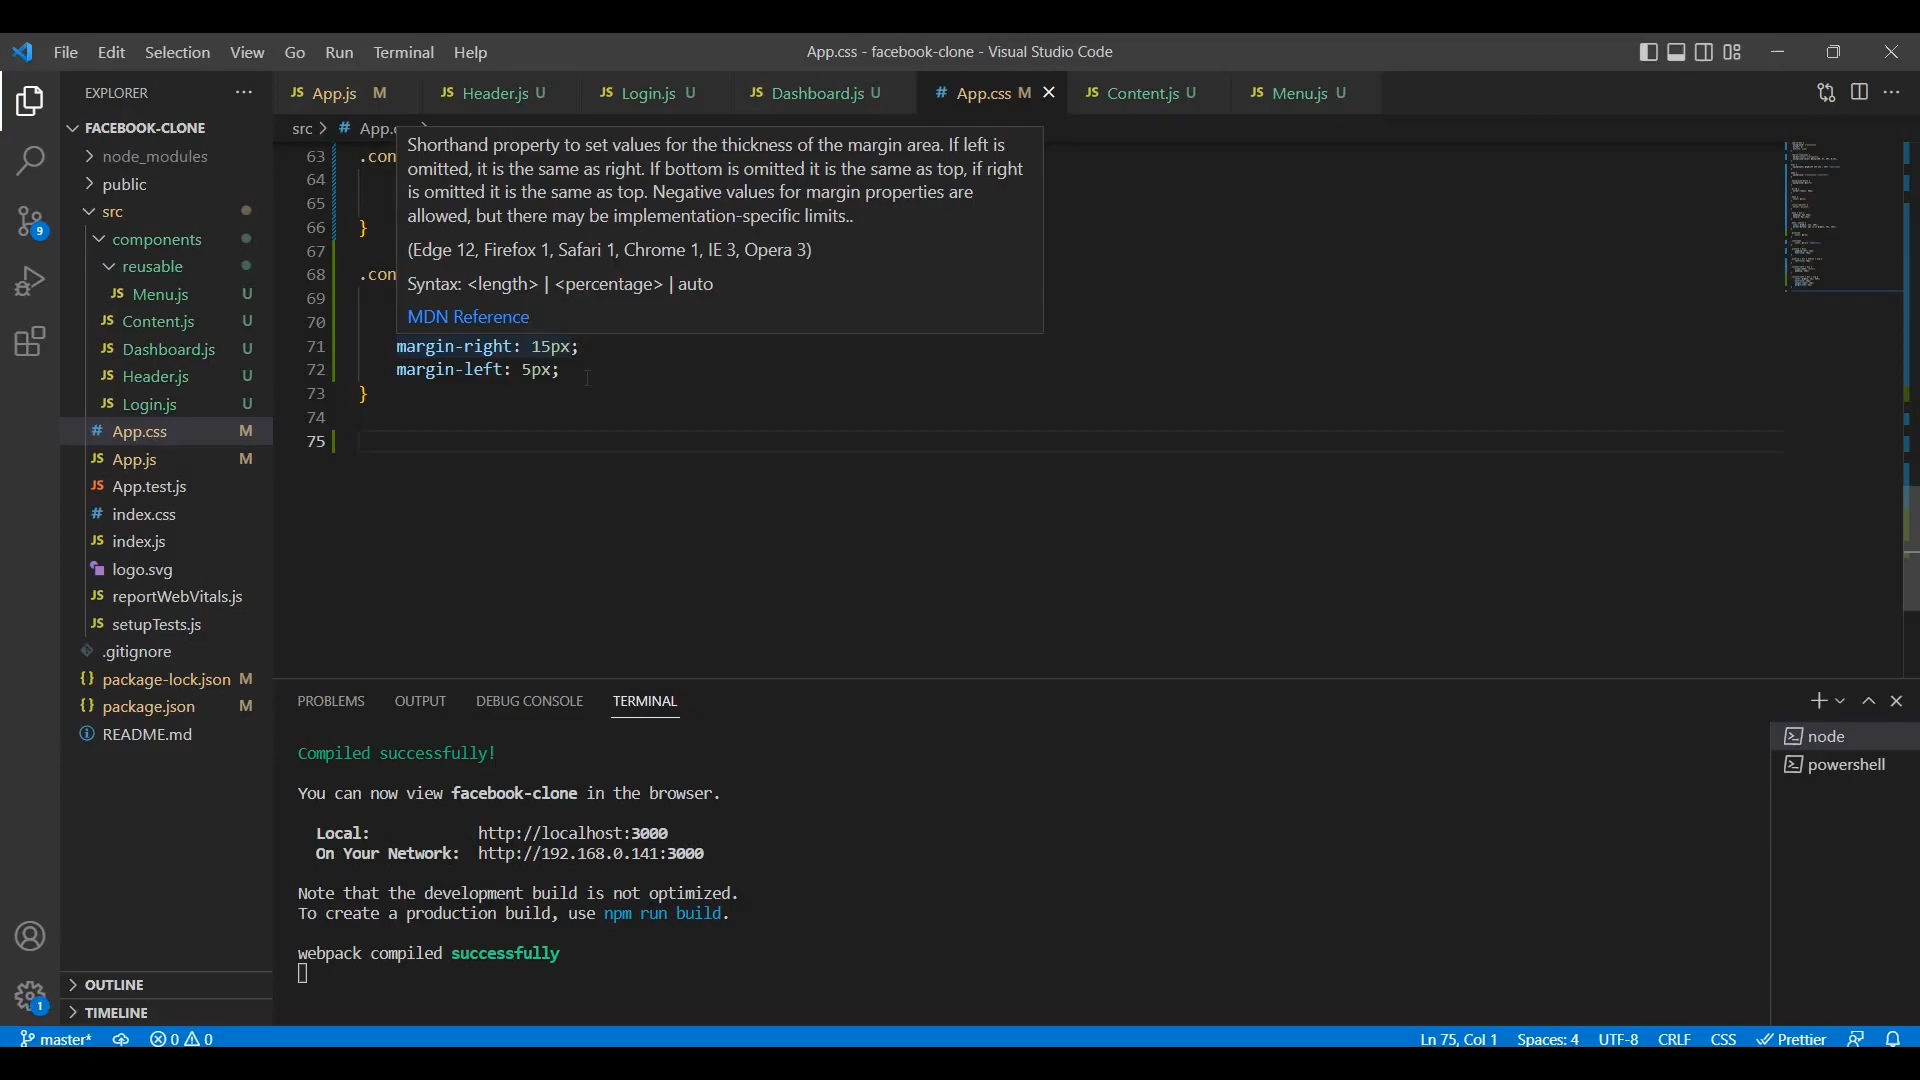 File Edit Selection View Go Run Terminal Help
App.css - facebook-clone - Visual Studio Code
EXPLORER
JS App.js M
JS Header.js U
JS Login.js U
JS Dashboard.js U
# App.css M
JS Content.js U
JS Menu.js U
FACEBOOK-CLONE
node_modules
public
src
components
reusable
JS Menu.js U
JS Content.js U
JS Dashboard.js U
JS Header.js U
JS Login.js U
# App.css M
JS App.js M
JS App.test.js
# index.css
JS index.js
logo.svg
JS reportWebVitals.js
JS setupTests.js
.gitignore
{} package-lock.json M
{} package.json M
README.md
OUTLINE
TIMELINE
9
1
src > # App.c
63 .con
64
65
66 }
67
68 .con
69
70
71 margin-right: 15px;
72 margin-left: 5px;
73 }
74
75
Shorthand property to set values for the thickness of the margin area. If left is
omitted, it is the same as right. If bottom is omitted it is the same as top, if right
is omitted it is the same as top. Negative values for margin properties are
allowed, but there may be implementation-specific limits..
(Edge 12, Firefox 1, Safari 1, Chrome 1, IE 3, Opera 3)
Syntax: <length> | <percentage> | auto
MDN Reference
PROBLEMS OUTPUT DEBUG CONSOLE TERMINAL
Compiled successfully!
You can now view facebook-clone in the browser.
Local: http://localhost:3000
On Your Network: http://192.168.0.141:3000
Note that the development build is not optimized.
To create a production build, use npm run build.
webpack compiled successfully
node
powershell
master* 0 0
Ln 75, Col 1 Spaces: 4 UTF-8 CRLF CSS Prettier